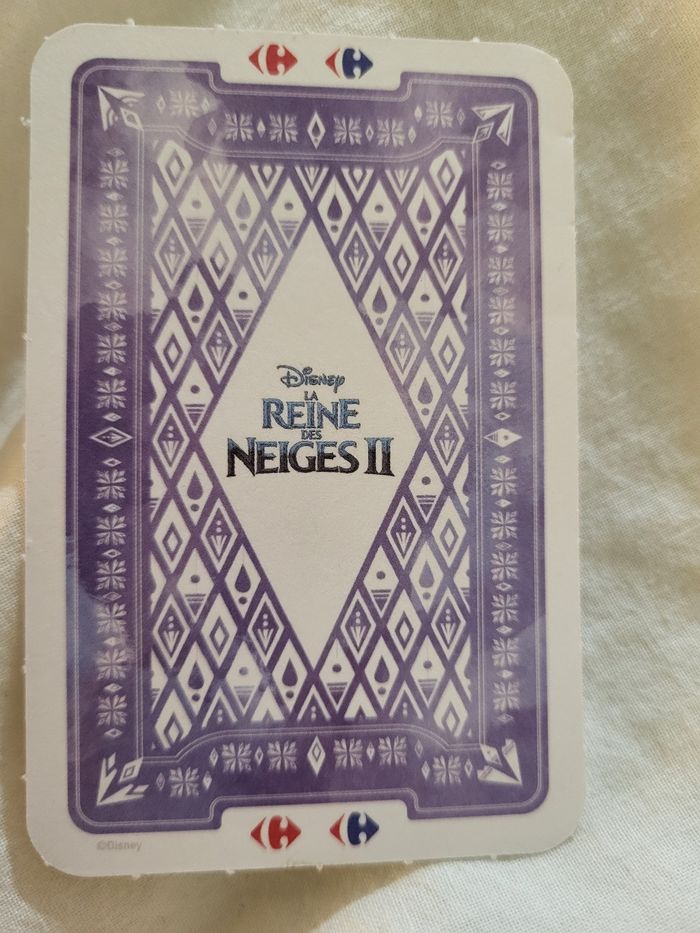 Disney
LA
REINE
DES
NEIGES II
©Disney